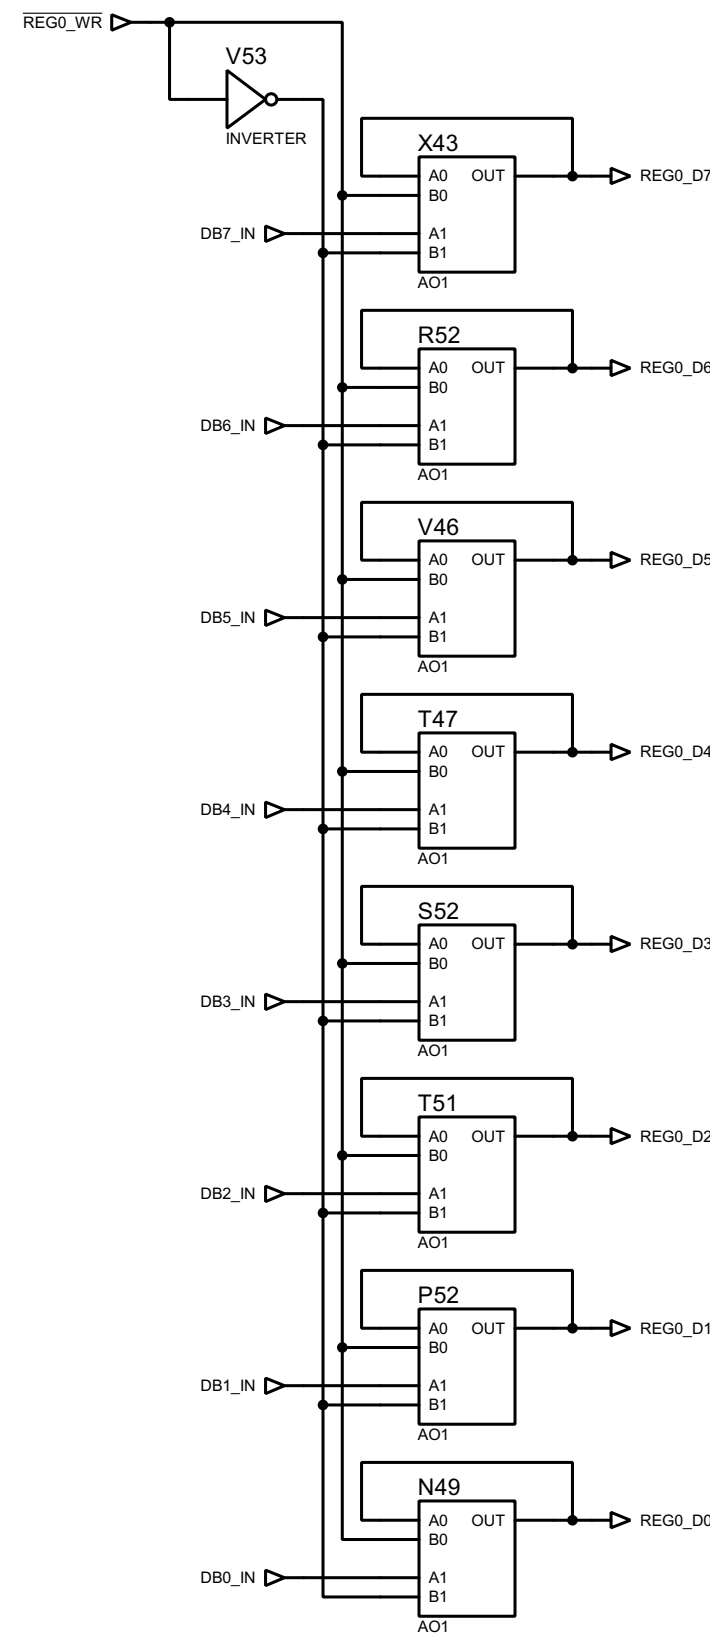 REG0_WR
V53
INVERTER
X43
A0 OUT
B0
A1
B1
AO1
DB7_IN
REG0_D7
R52
A0 OUT
B0
A1
B1
AO1
DB6_IN
REG0_D6
V46
A0 OUT
B0
A1
B1
AO1
DB5_IN
REG0_D5
T47
A0 OUT
B0
A1
B1
AO1
DB4_IN
REG0_D4
S52
A0 OUT
B0
A1
B1
AO1
DB3_IN
REG0_D3
T51
A0 OUT
B0
A1
B1
AO1
DB2_IN
REG0_D2
P52
A0 OUT
B0
A1
B1
AO1
DB1_IN
REG0_D1
N49
A0 OUT
B0
A1
B1
AO1
DB0_IN
REG0_D0